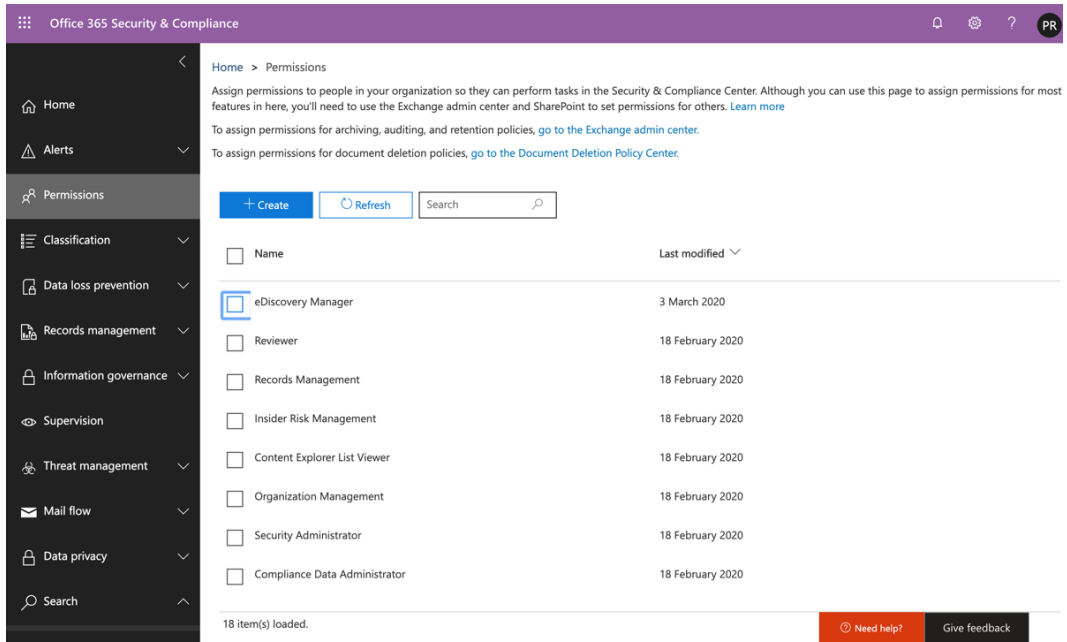 Office 365 Security & Compliance
?
PR
Home
Alerts
Permissions
Classification
Data loss prevention
Records management
Information governance
Supervision
Threat management
Mail flow
Data privacy
Search
Home > Permissions
Assign permissions to people in your organization so they can perform tasks in the Security & Compliance Center. Although you can use this page to assign permissions for most
features in here, you'll need to use the Exchange admin center and SharePoint to set permissions for others. Learn more
To assign permissions for archiving, auditing, and retention policies, go to the Exchange admin center.
To assign permissions for document deletion policies, go to the Document Deletion Policy Center.
+ Create Refresh Search
Name Last modified
eDiscovery Manager 3 March 2020
Reviewer 18 February 2020
Records Management 18 February 2020
Insider Risk Management 18 February 2020
Content Explorer List Viewer 18 February 2020
Organization Management 18 February 2020
Security Administrator 18 February 2020
Compliance Data Administrator 18 February 2020
18 item(s) loaded.
Need help? Give feedback